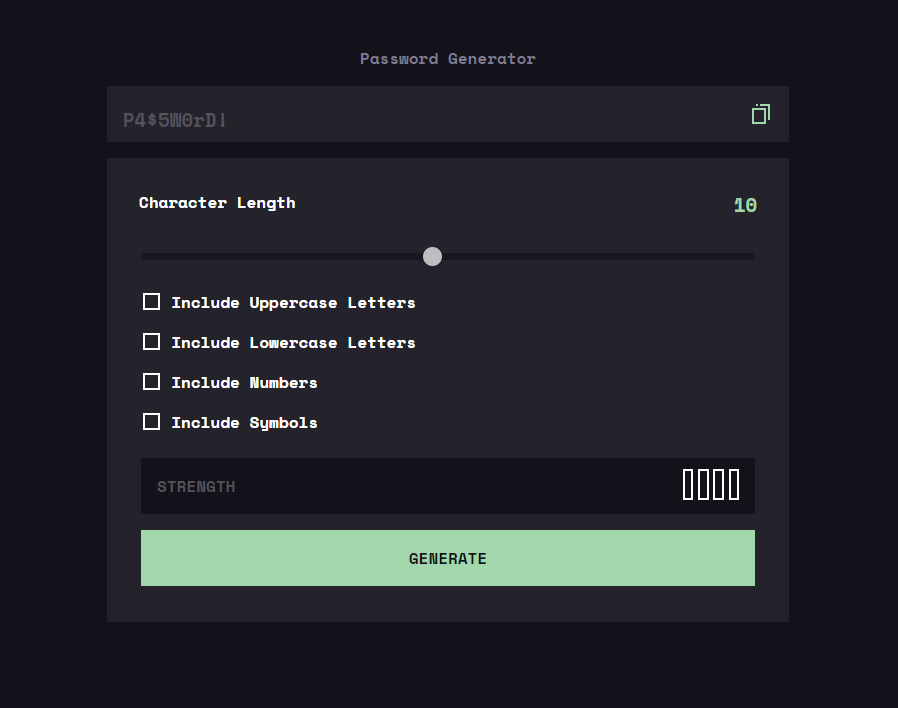 Password Generator
P4$5W0rD!
Character Length
10
Include Uppercase Letters
Include Lowercase Letters
Include Numbers
Include Symbols
STRENGTH
GENERATE